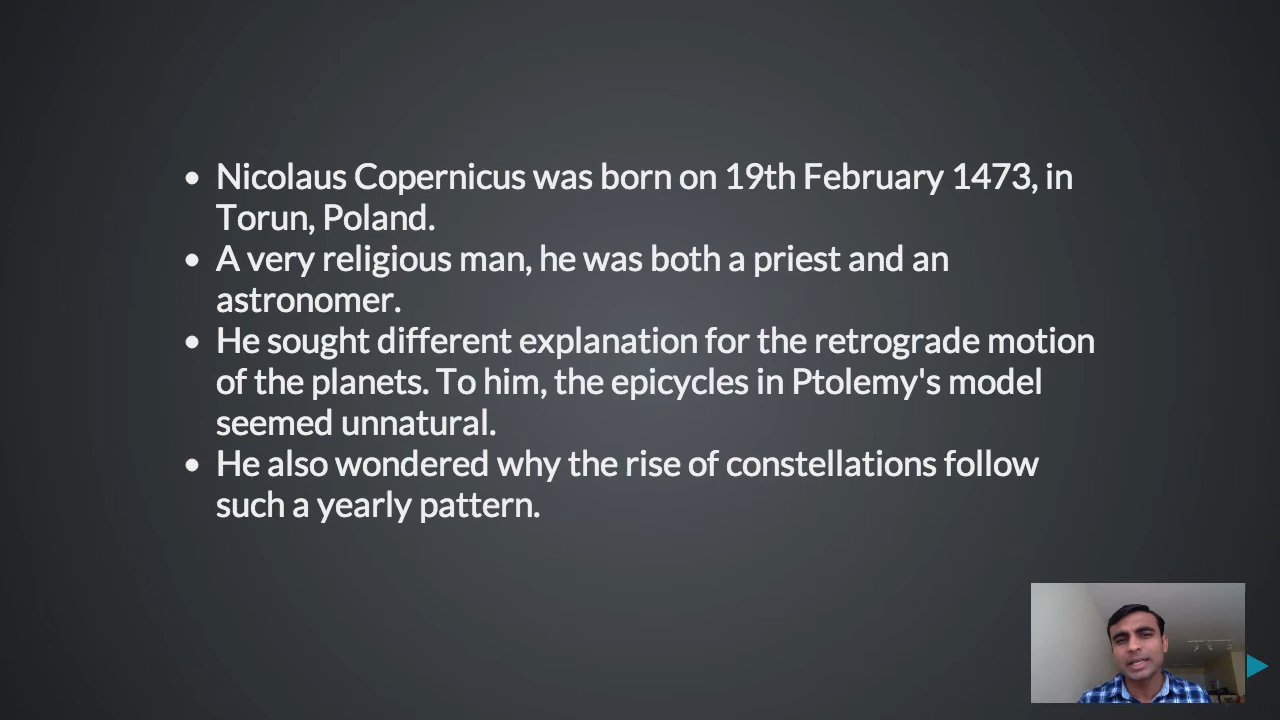 • Nicolaus Copernicus was born on 19th February 1473, in
Torun, Poland.
• A very religious man, he was both a priest and an
astronomer.
• He sought different explanation for the retrograde motion
of the planets. To him, the epicycles in Ptolemy's model
seemed unnatural.
• He also wondered why the rise of constellations follow
such a yearly pattern.